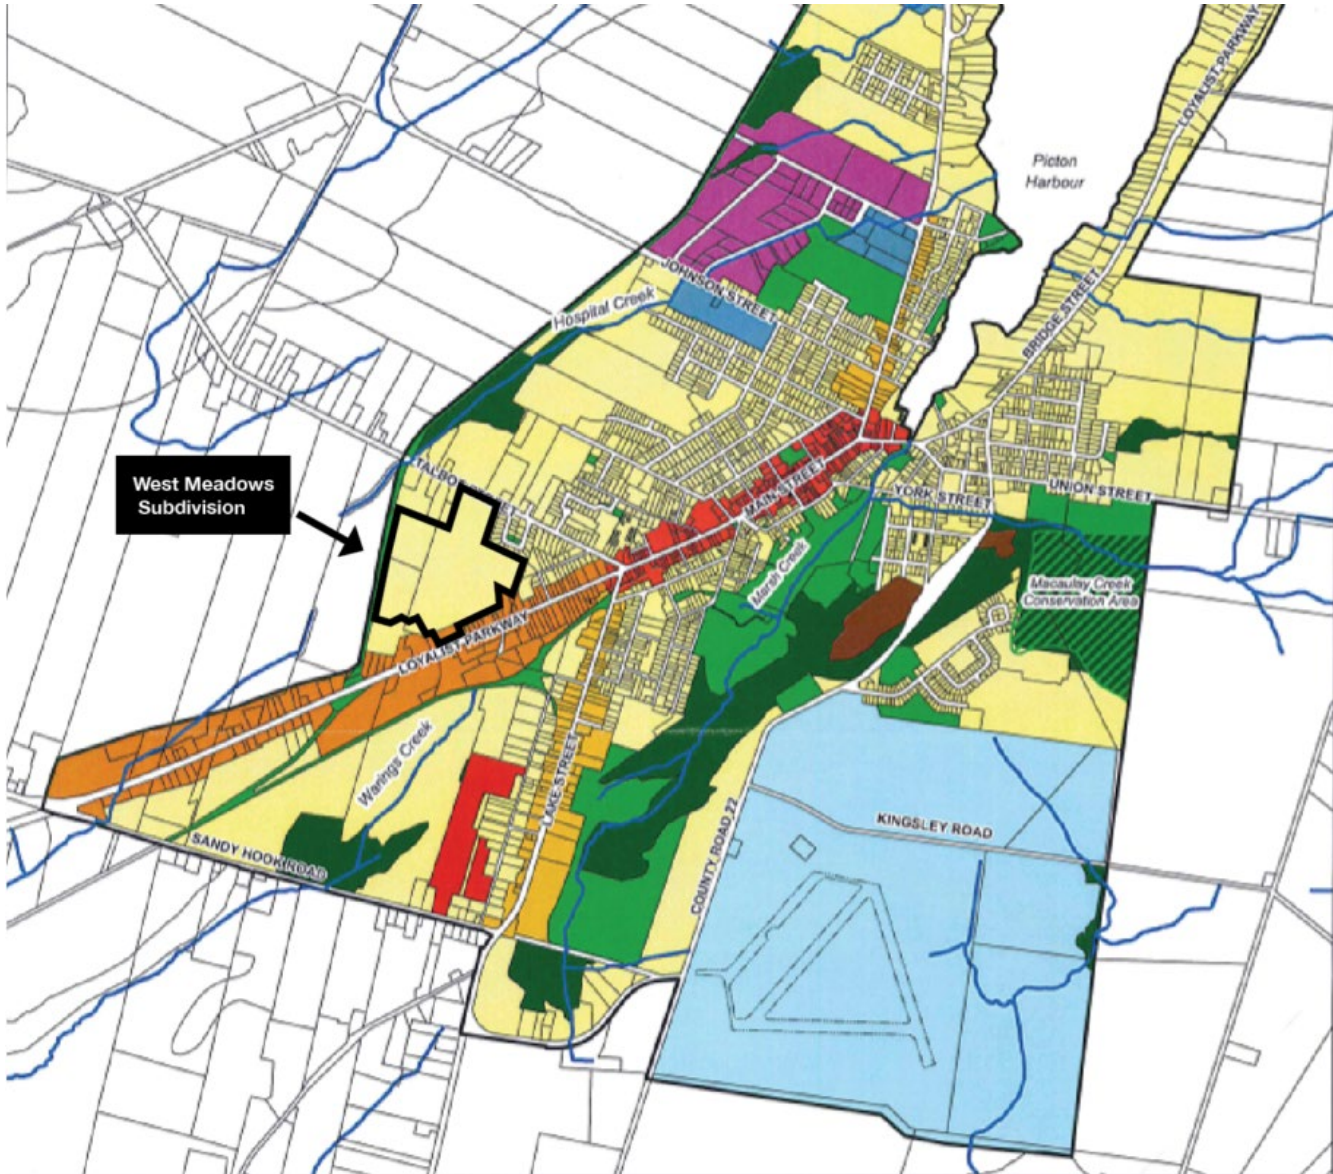 LOYALIST PARKWAY
Picton
Harbour
JOHNSON STREET
Hospital Creek
BRIDGE STREET
West Meadows
Subdivision
MAIN STREET
YORK STREET
UNION STREET
Marsh Creek
Macaulay Creek
Conservation Area
LOYALIST PARKWAY
Warings Creek
LAKE STREET
COUNTY ROAD 22
KINGSLEY ROAD
SANDY HOOK ROAD